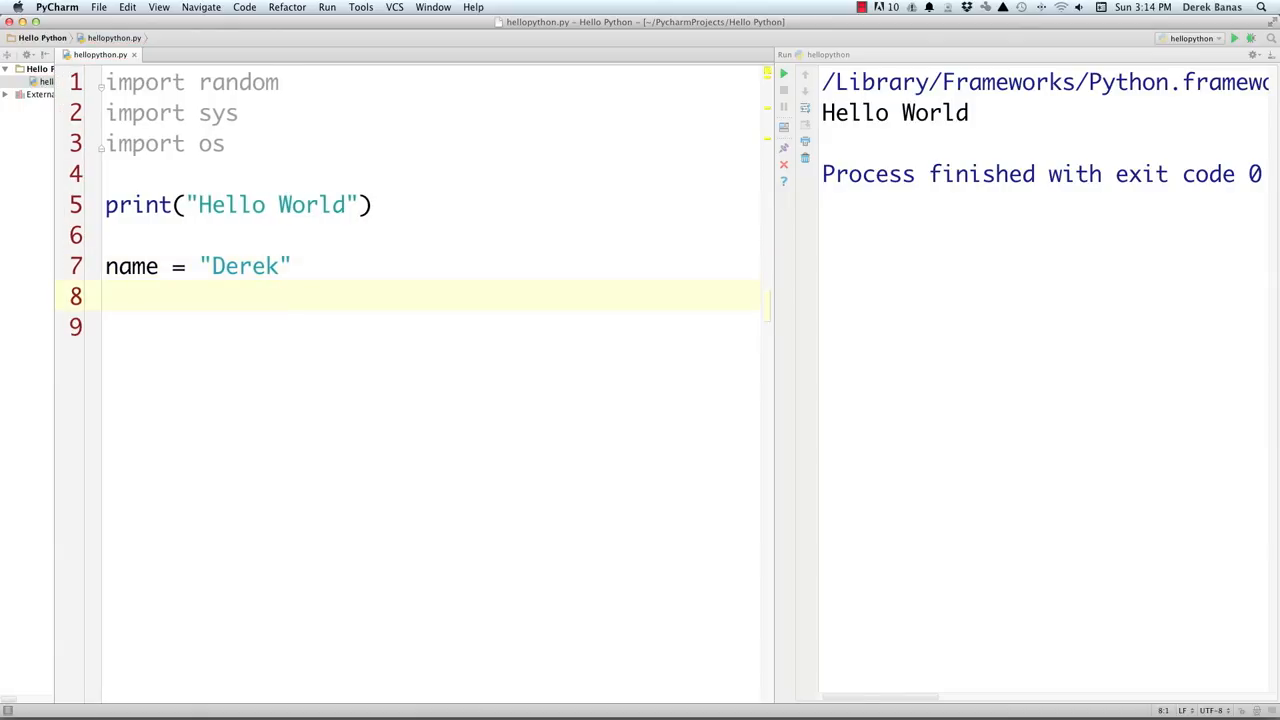 PyCharm File Edit View Navigate Code Refactor Run Tools VCS Window Help 10 Sun 3:14 PM Derek Banas
hellopython.py – Hello Python – [~/PycharmProjects/Hello Python]
Hello Python hellopython.py hellopython
hellopython.py Run hellopython
Hello P
hell
Externa
1 import random
2 import sys
3 import os
4
5 print("Hello World")
6
7 name = "Derek"
8
9
/Library/Frameworks/Python.framewo
Hello World
Process finished with exit code 0
8:1 LF UTF-8